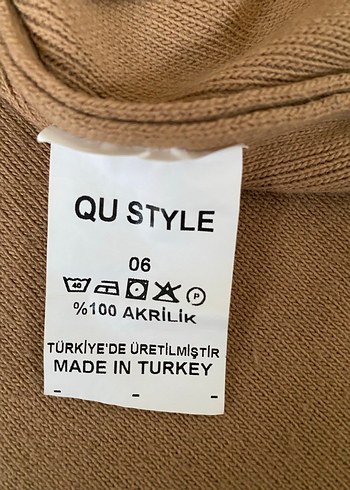 QU STYLE
06
40 P
%100 AKRİLİK
TÜRKİYE'DE ÜRETİLMİŞTİR
MADE IN TURKEY